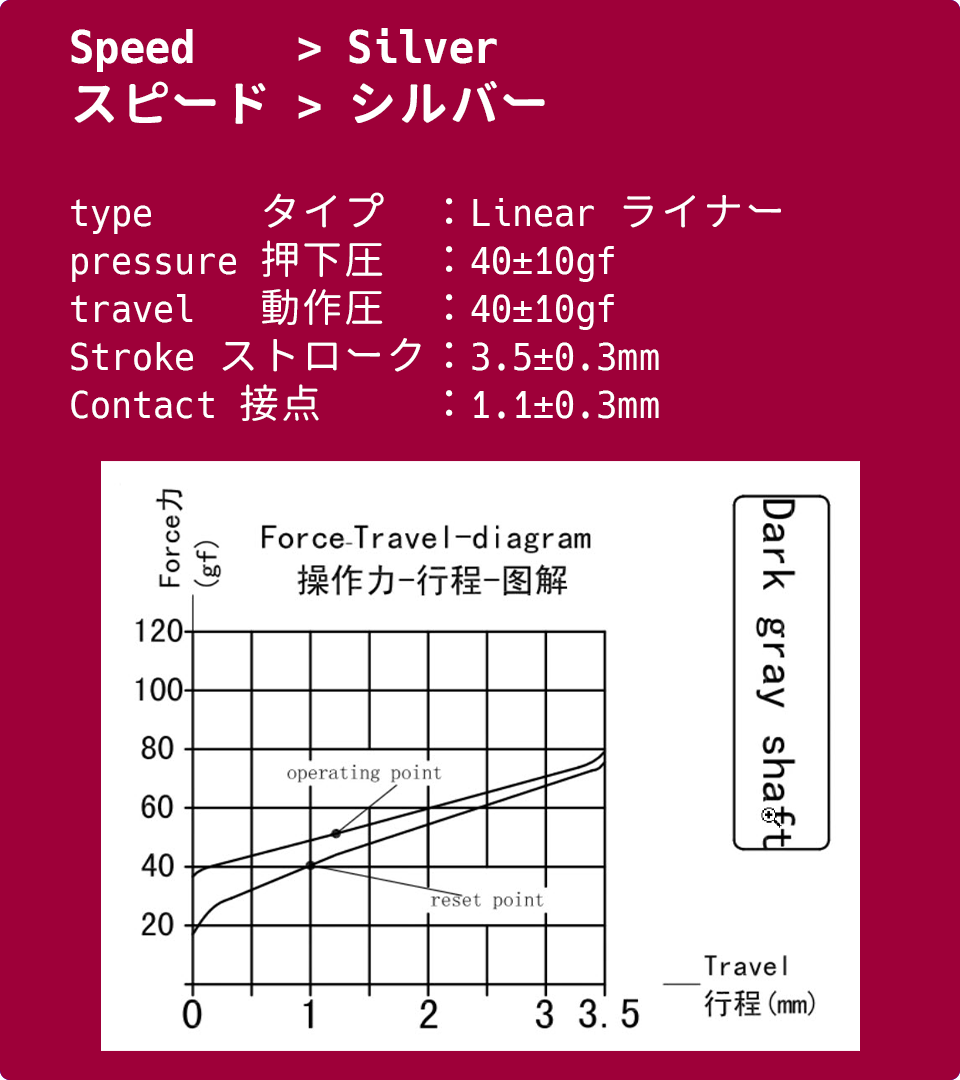 Speed > Silver
スピード > シルバー
type タイプ ：Linear ライナー
pressure 押下圧 ：40±10gf
travel 動作圧 ：40±10gf
Stroke ストローク：3.5±0.3mm
Contact 接点 ：1.1±0.3mm
Force力
(gf)
Force-Travel-diagram
操作力-行程-图解
Dark gray shaft
120
100
80
operating point
60
40
reset point
20
0 1 2 3 3.5
Travel
行程(mm)